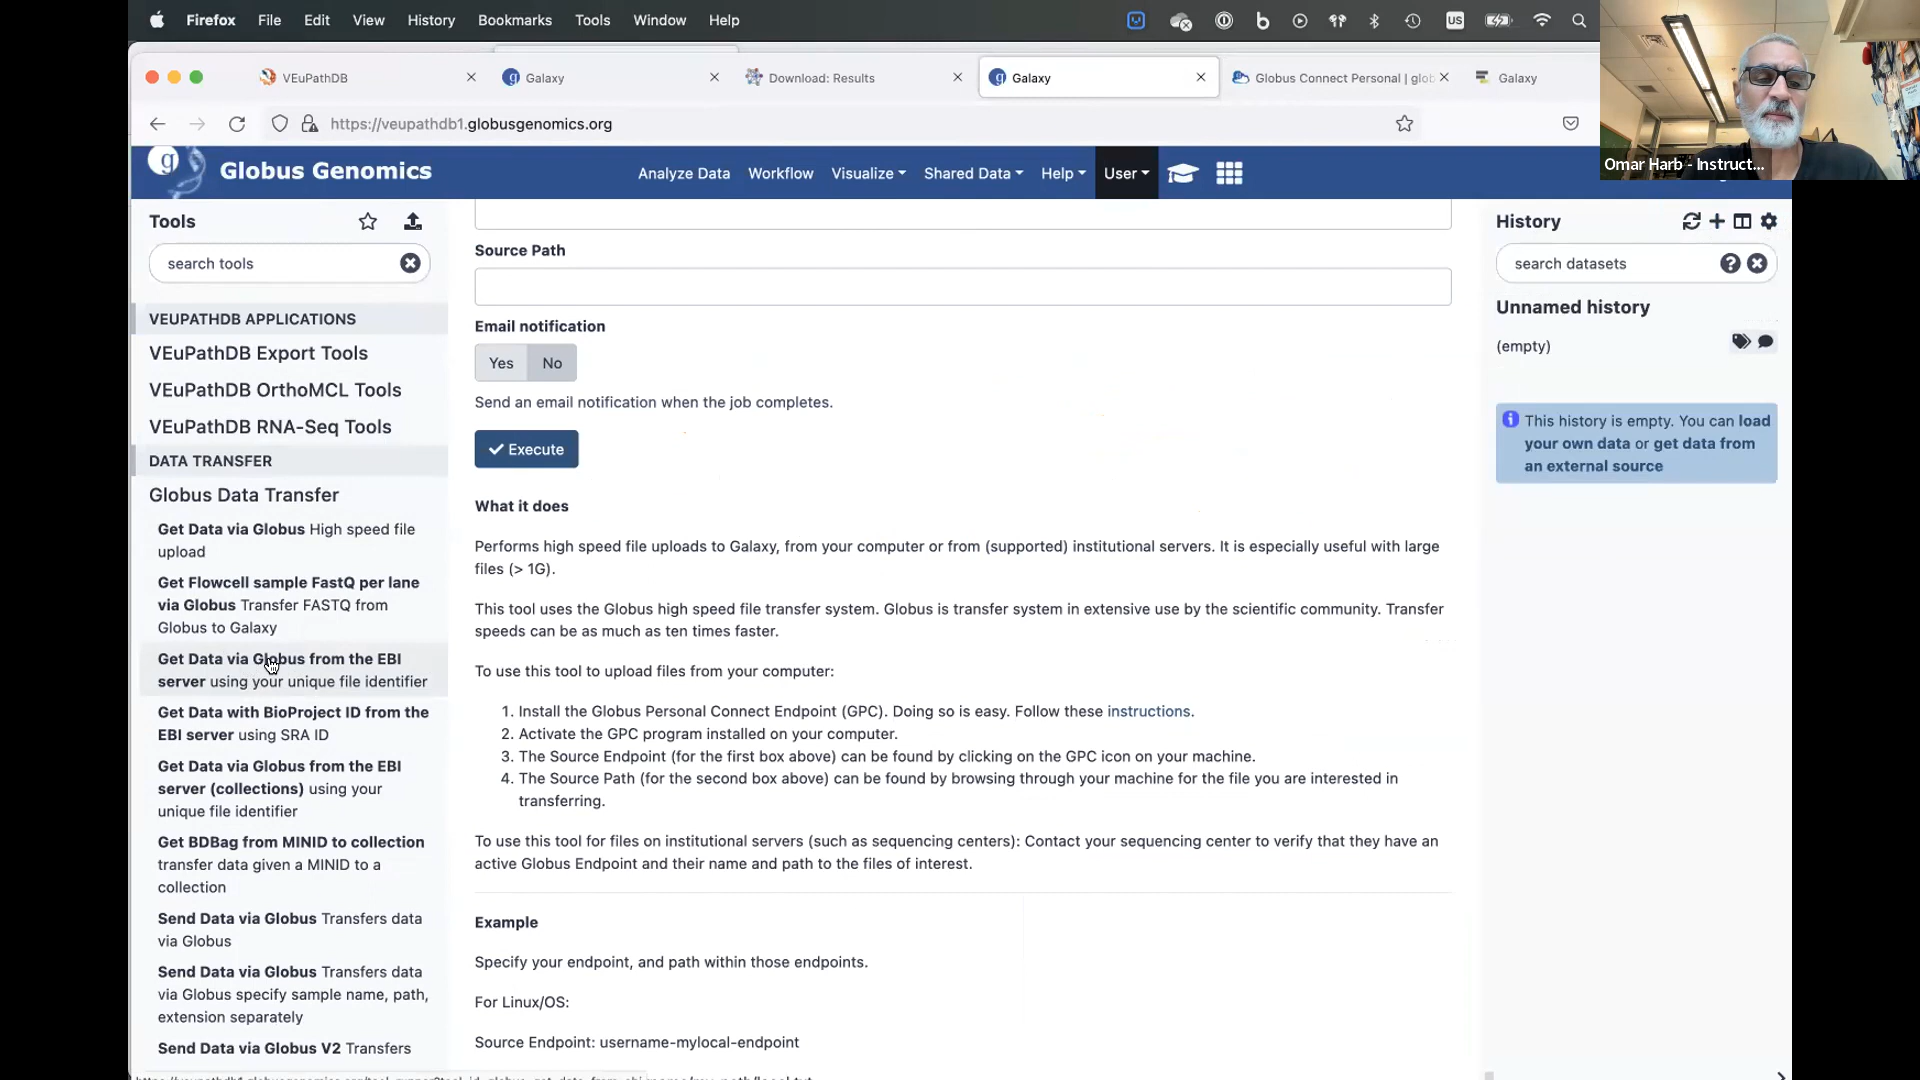 Firefox File Edit View History Bookmarks Tools Window Help
US
VEuPathDB
Galaxy
Download: Results
Galaxy
Globus Connect Personal | glob
Galaxy
https://veupathdb1.globusgenomics.org
Omar Harb - Instruct...
g Globus Genomics
Analyze Data Workflow Visualize Shared Data Help User
Tools
search tools
VEUPATHDB APPLICATIONS
VEuPathDB Export Tools
VEuPathDB OrthoMCL Tools
VEuPathDB RNA-Seq Tools
DATA TRANSFER
Globus Data Transfer
Get Data via Globus High speed file
upload
Get Flowcell sample FastQ per lane
via Globus Transfer FASTQ from
Globus to Galaxy
Get Data via Globus from the EBI
server using your unique file identifier
Get Data with BioProject ID from the
EBI server using SRA ID
Get Data via Globus from the EBI
server (collections) using your
unique file identifier
Get BDBag from MINID to collection
transfer data given a MINID to a
collection
Send Data via Globus Transfers data
via Globus
Send Data via Globus Transfers data
via Globus specify sample name, path,
extension separately
Send Data via Globus V2 Transfers
Source Path
Email notification
Yes No
Send an email notification when the job completes.
Execute
What it does
Performs high speed file uploads to Galaxy, from your computer or from (supported) institutional servers. It is especially useful with large
files (> 1G).
This tool uses the Globus high speed file transfer system. Globus is transfer system in extensive use by the scientific community. Transfer
speeds can be as much as ten times faster.
To use this tool to upload files from your computer:
1. Install the Globus Personal Connect Endpoint (GPC). Doing so is easy. Follow these instructions.
2. Activate the GPC program installed on your computer.
3. The Source Endpoint (for the first box above) can be found by clicking on the GPC icon on your machine.
4. The Source Path (for the second box above) can be found by browsing through your machine for the file you are interested in
transferring.
To use this tool for files on institutional servers (such as sequencing centers): Contact your sequencing center to verify that they have an
active Globus Endpoint and their name and path to the files of interest.
Example
Specify your endpoint, and path within those endpoints.
For Linux/OS:
Source Endpoint: username-mylocal-endpoint
History
search datasets
Unnamed history
(empty)
This history is empty. You can load
your own data or get data from
an external source